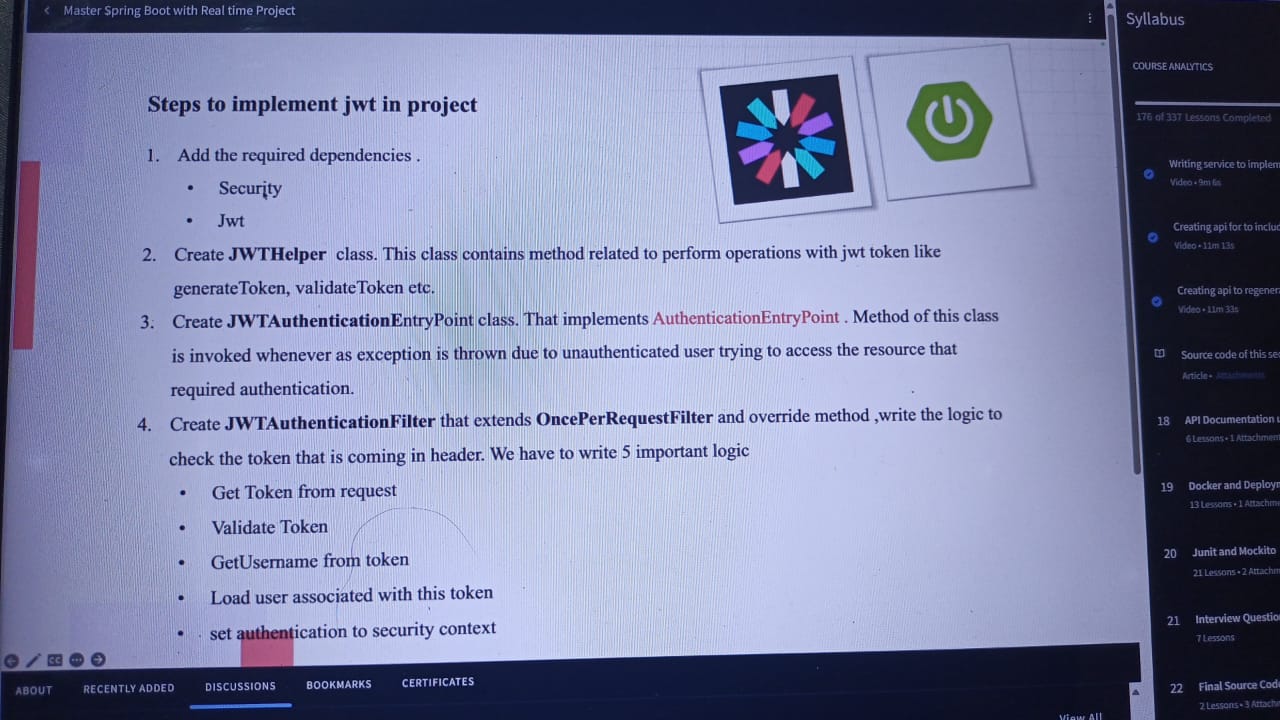 Master Spring Boot with Real time Project
Steps to implement jwt in project
1. Add the required dependencies .
• Security
• Jwt
2. Create JWTHelper class. This class contains method related to perform operations with jwt token like
generateToken, validateToken etc.
3. Create JWTAuthenticationEntryPoint class. That implements AuthenticationEntryPoint . Method of this class
is invoked whenever as exception is thrown due to unauthenticated user trying to access the resource that
required authentication.
4. Create JWTAuthenticationFilter that extends OncePerRequestFilter and override method ,write the logic to
check the token that is coming in header. We have to write 5 important logic
• Get Token from request
• Validate Token
• GetUsername from token
• Load user associated with this token
• set authentication to security context
CC
ABOUT
RECENTLY ADDED
DISCUSSIONS
BOOKMARKS
CERTIFICATES
View All
Syllabus
COURSE ANALYTICS
176 of 337 Lessons Completed
Writing service to implem
Video • 9m 6s
Creating api for to includ
Video • 11m 13s
Creating api to regener
Video • 11m 33s
Source code of this se
Article • Attachments
18 API Documentation
6 Lessons • 1 Attachmen
19 Docker and Deploy
13 Lessons • 1 Attachm
20 Junit and Mockito
21 Lessons • 2 Attachm
21 Interview Questio
7 Lessons
22 Final Source Cod
2 Lessons • 3 Attach